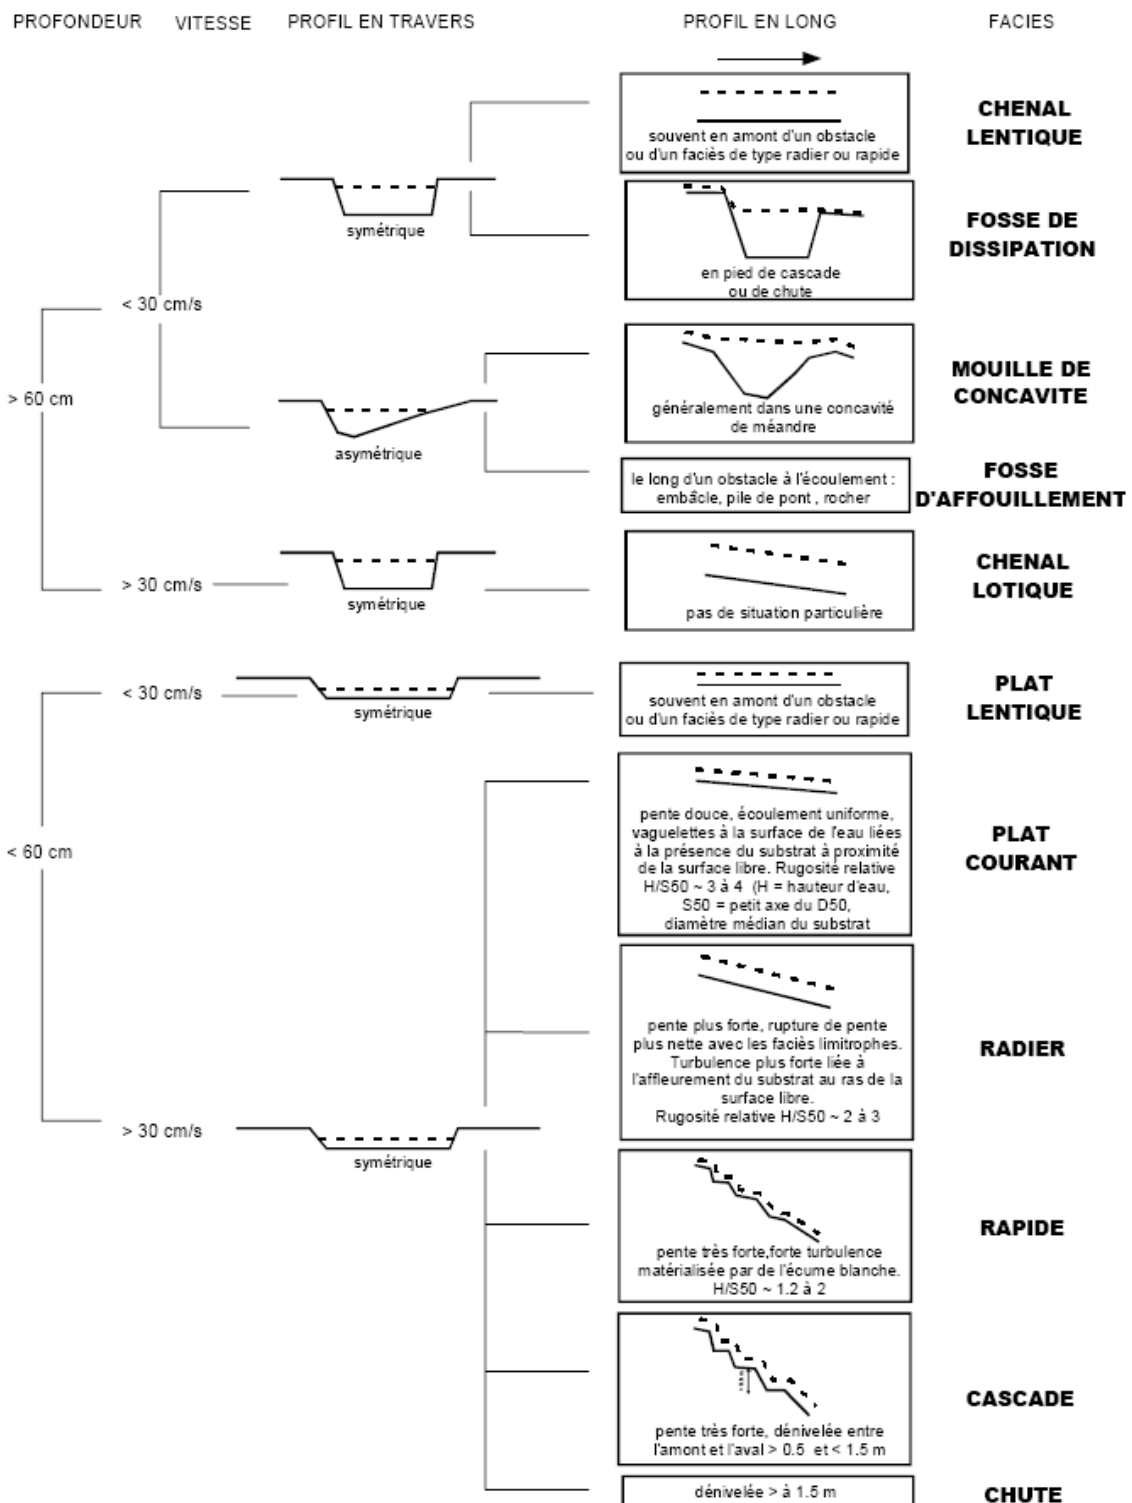 PROFONDEUR VITESSE PROFIL EN TRAVERS PROFIL EN LONG FACIES
souvent en amont d'un obstacle
ou d'un faciès de type radier ou rapide
CHENAL
LENTIQUE
symétrique
en pied de cascade
ou de chute
FOSSE DE
DISSIPATION
< 30 cm/s
> 60 cm
asymétrique
généralement dans une concavité
de méandre
MOUILLE DE
CONCAVITE
le long d'un obstacle à l'écoulement :
embâcle, pile de pont , rocher
FOSSE
D'AFFOUILLEMENT
> 30 cm/s
symétrique
pas de situation particulière
CHENAL
LOTIQUE
< 30 cm/s
symétrique
souvent en amont d'un obstacle
ou d'un faciès de type radier ou rapide
PLAT
LENTIQUE
< 60 cm
pente douce, écoulement uniforme,
vaguelettes à la surface de l'eau liées
à la présence du substrat à proximité
de la surface libre. Rugosité relative
H/S50 ~ 3 à 4 (H = hauteur d'eau,
S50 = petit axe du D50,
diamètre médian du substrat
PLAT
COURANT
pente plus forte, rupture de pente
plus nette avec les faciès limitrophes.
Turbulence plus forte liée à
l'affleurement du substrat au ras de la
surface libre.
Rugosité relative H/S50 ~ 2 à 3
RADIER
> 30 cm/s
symétrique
pente très forte,forte turbulence
matérialisée par de l'écume blanche.
H/S50 ~ 1.2 à 2
RAPIDE
pente très forte, dénivelée entre
l'amont et l'aval > 0.5 et < 1.5 m
CASCADE
dénivelée > à 1.5 m
CHUTE